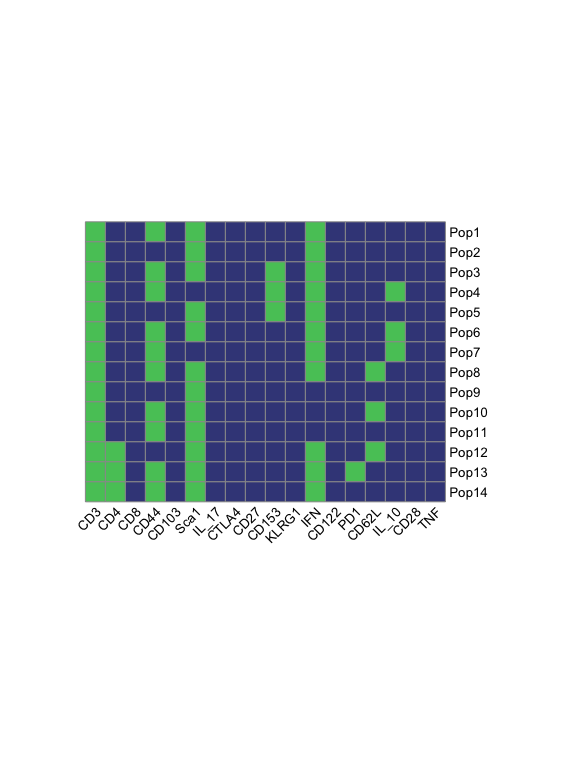 Pop1
Pop2
Pop3
Pop4
Pop5
Pop6
Pop7
Pop8
Pop9
Pop10
Pop11
Pop12
Pop13
Pop14
CD3
CD4
CD8
CD44
CD103
Sca1
IL_17
CTLA4
CD27
CD153
KLRG1
IFN
CD122
PD1
CD62L
IL_10
CD28
TNF